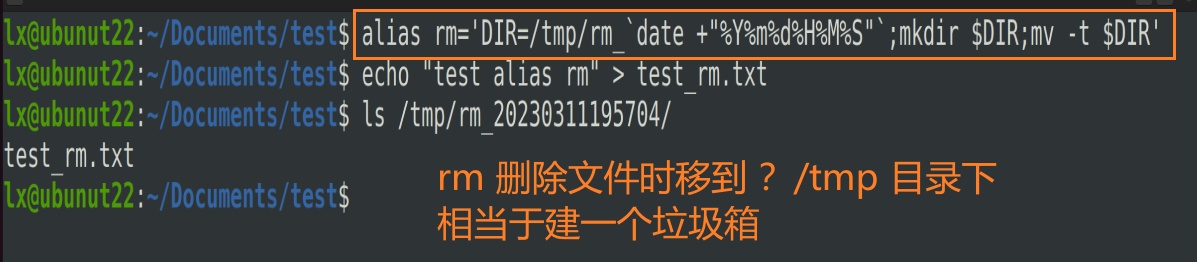 lx@ubunut22:~/Documents/test$ alias rm='DIR=/tmp/rm_`date +"%Y%m%d%H%M%S"`;mkdir $DIR;mv -t $DIR'
lx@ubunut22:~/Documents/test$ echo "test alias rm" > test_rm.txt
lx@ubunut22:~/Documents/test$ ls /tmp/rm_20230311195704/
test_rm.txt
lx@ubunut22:~/Documents/test$
rm 删除文件时移到 ? /tmp 目录下
相当于建一个垃圾箱